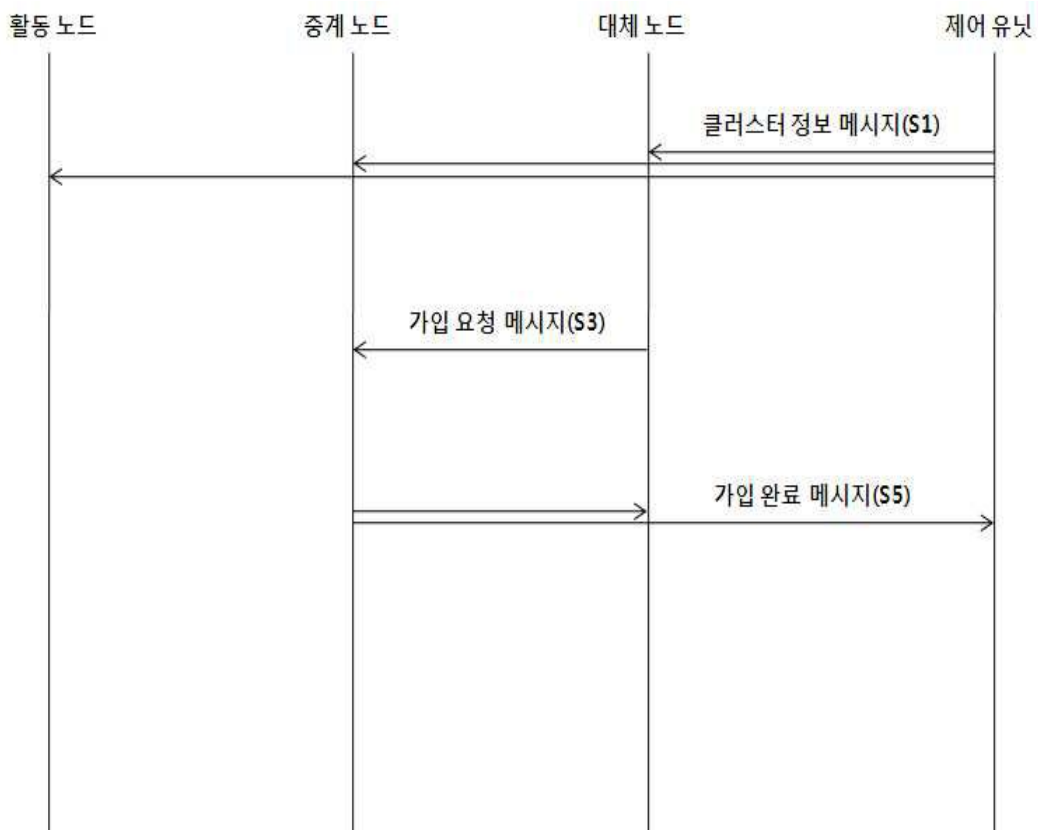 활동 노드
중계 노드
대체 노드
제어 유닛
클러스터 정보 메시지(S1)
가입 요청 메시지(S3)
가입 완료 메시지(S5)